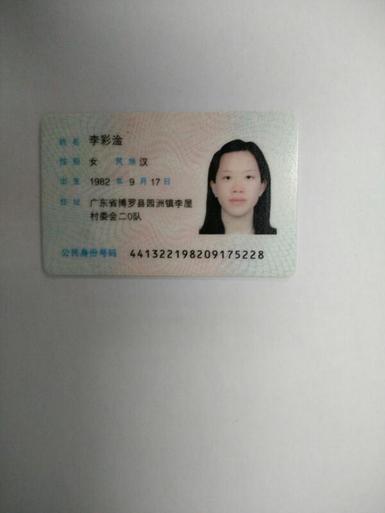 姓名 李彩淦
性别 女 民族 汉
出生 1982 年 9 月 17 日
住址 广东省博罗县园洲镇李屋
村委会二0队
公民身份号码 441322198209175228